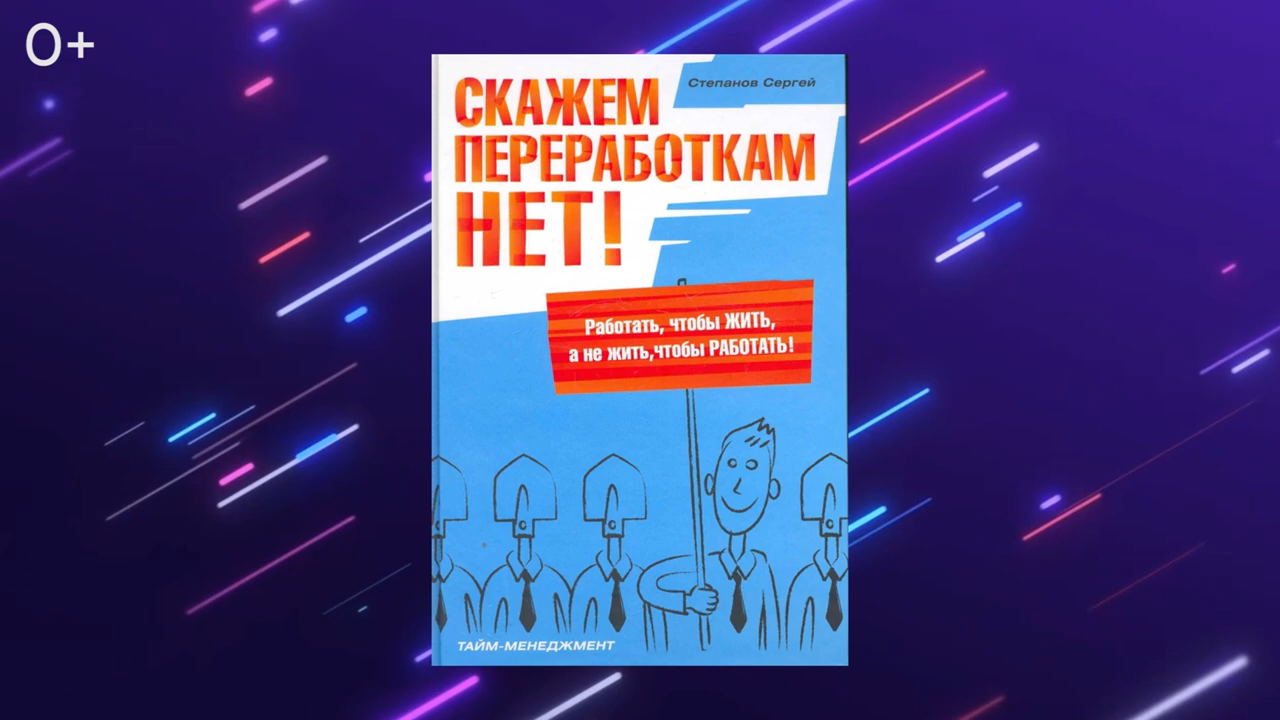 0+
Степанов Сергей
СКАЖЕМ
ПЕРЕРАБОТКАМ
НЕТ!
Работать, чтобы ЖИТЬ,
а не жить,чтобы РАБОТАТЬ!
ТАЙМ-МЕНЕДЖМЕНТ